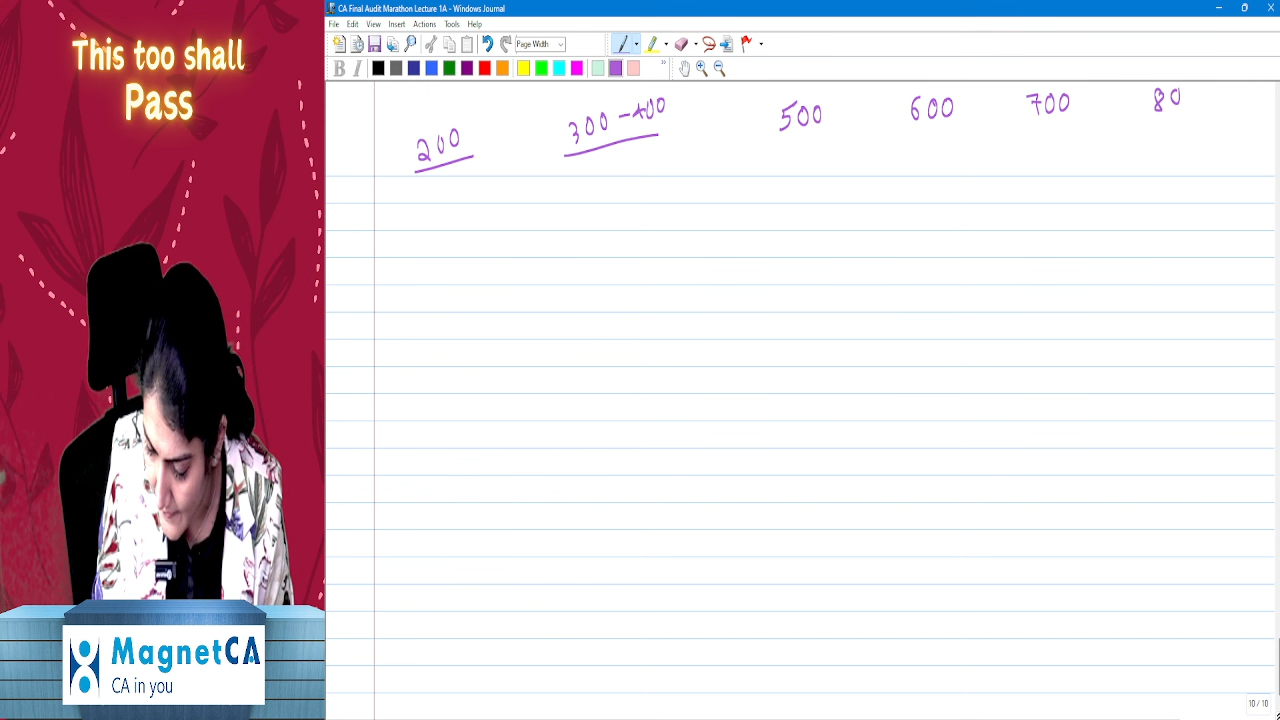 CA Final Audit Marathon Lecture 1A - Windows Journal
File Edit View Insert Actions Tools Help
Page Width
B I
This too shall
Pass
200 300 - 400 500 600 700 80
MagnetCA
CA in you
10 / 10